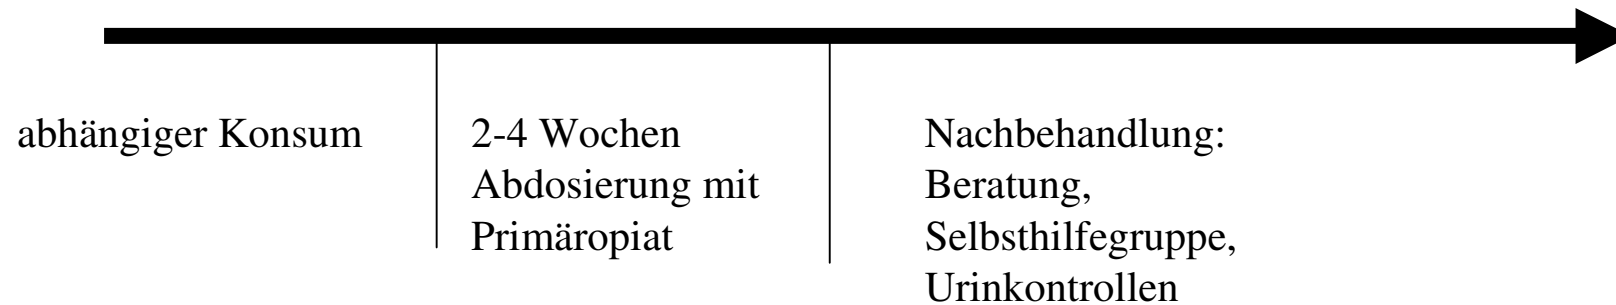 abhängiger Konsum
2-4 Wochen
Abdosierung mit
Primäropiat
Nachbehandlung:
Beratung,
Selbsthilfegruppe,
Urinkontrollen